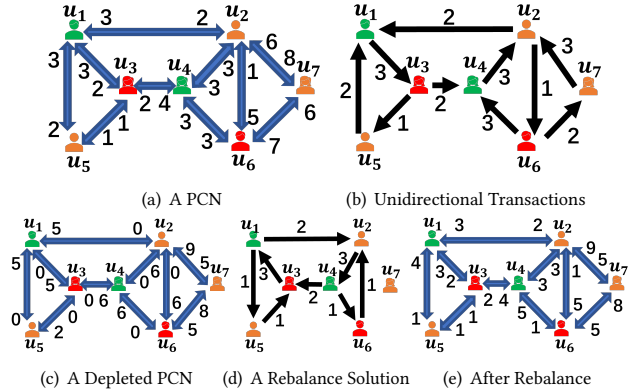 u1 3 2 u2 6
3 3 u3 u4 3 1 8 u7
2 2 4 3 6
2 1 1 3 3 5 7
u5 u6
(a) A PCN
u1 2 u2
3 u3 u4 3 3 u7
2 2 1
1 3 2
u5 u6
(b) Unidirectional Transactions
u1 5 0 u2 9
5 0 u3 u4 6 0 5 u7
5 0 6 0
0 2 0 6 0 6 5 8
u5 u6
(c) A Depleted PCN
u1 2 u2
3 u3 u4 3 u7
1 2 1
1 1
u5 u6
(d) A Rebalance Solution
u1 3 2 u2 9
4 3 u3 u4 3 1 5 u7
2 2 4 3
1 1 1 5 1 5 5 8
u5 u6
(e) After Rebalance